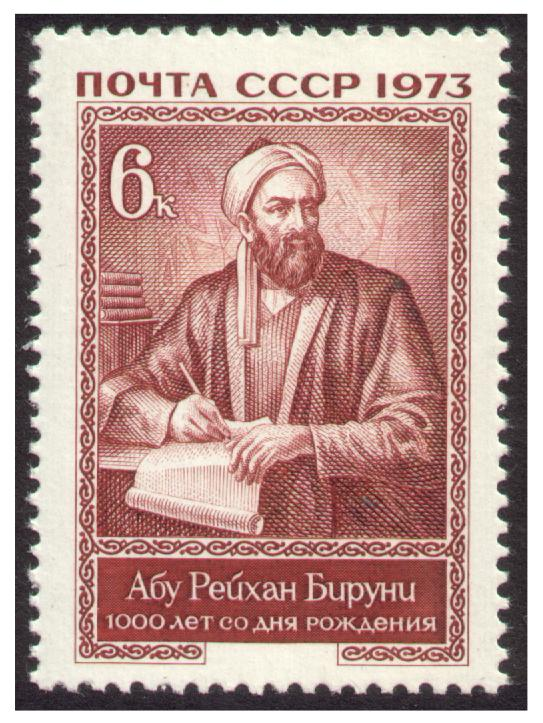 ПОЧТА СССР 1973
6к
Абу Рейхан Бируни
1000 лет со дня рождения